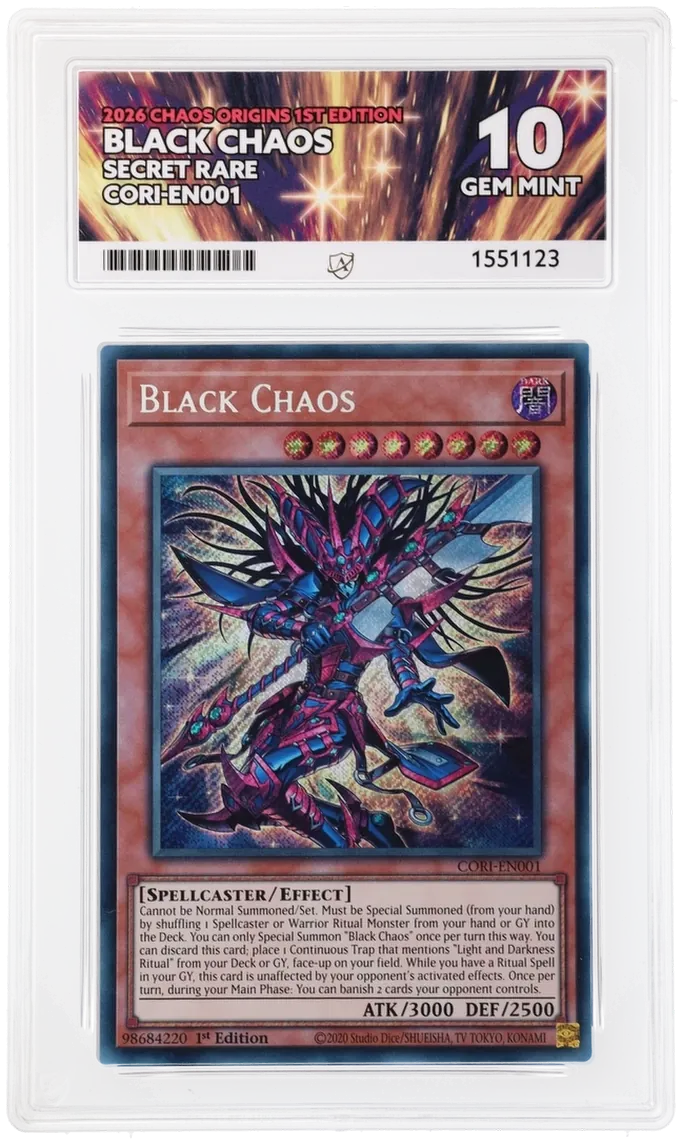 2026 CHAOS ORIGINS 1ST EDITION
BLACK CHAOS
SECRET RARE
CORI-EN001
10
GEM MINT
1551123
BLACK CHAOS
DARK
闇
CORI-EN001
[SPELLCASTER/EFFECT]
Cannot be Normal Summoned/Set. Must be Special Summoned (from your hand)
by shuffling 1 Spellcaster or Warrior Ritual Monster from your hand or GY into
the Deck. You can only Special Summon "Black Chaos" once per turn this way. You
can discard this card; place 1 Continuous Trap that mentions "Light and Darkness
Ritual" from your Deck or GY, face-up on your field. While you have a Ritual Spell
in your GY, this card is unaffected by your opponent's activated effects. Once per
turn, during your Main Phase: You can banish 2 cards your opponent controls.
ATK/3000 DEF/2500
98684220 1st Edition ©2020 Studio Dice/SHUEISHA, TV TOKYO, KONAMI